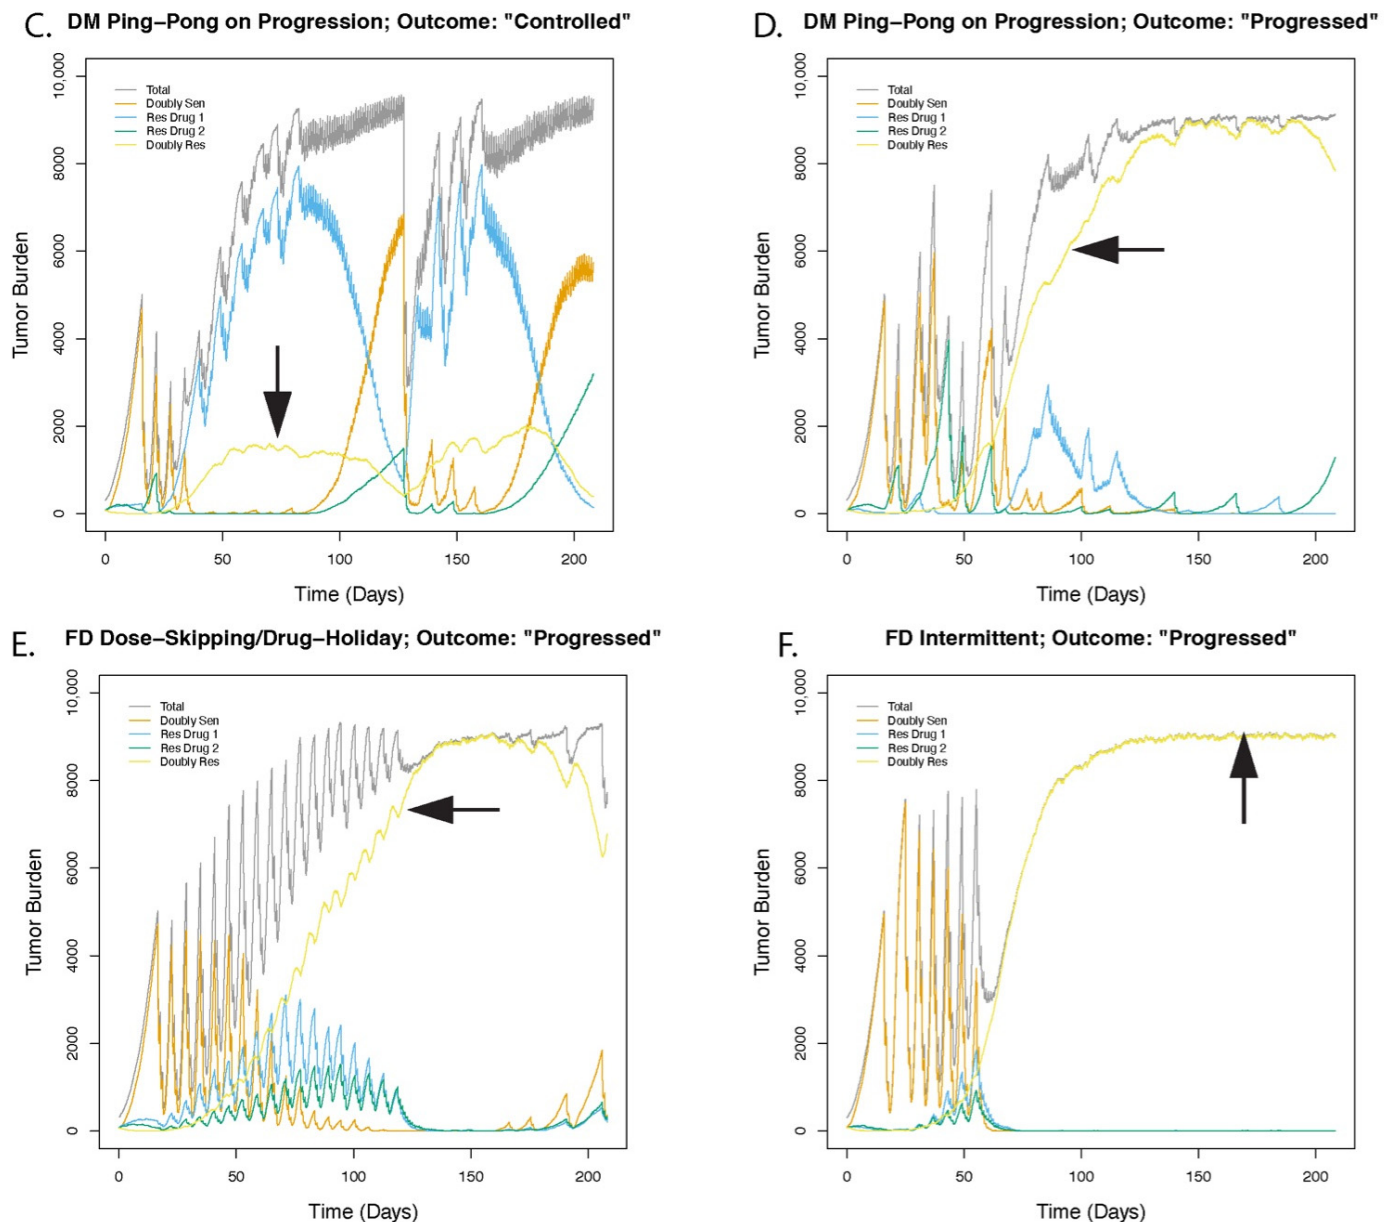 C. DM Ping–Pong on Progression; Outcome: "Controlled"
Total
Doubly Sen
Res Drug 1
Res Drug 2
Doubly Res
Tumor Burden
10,000
8000
6000
4000
2000
0
0 50 100 150 200
Time (Days)
D. DM Ping–Pong on Progression; Outcome: "Progressed"
Total
Doubly Sen
Res Drug 1
Res Drug 2
Doubly Res
Tumor Burden
10,000
8000
6000
4000
2000
0
0 50 100 150 200
Time (Days)
E. FD Dose–Skipping/Drug–Holiday; Outcome: "Progressed"
Total
Doubly Sen
Res Drug 1
Res Drug 2
Doubly Res
Tumor Burden
10,000
8000
6000
4000
2000
0
0 50 100 150 200
Time (Days)
F. FD Intermittent; Outcome: "Progressed"
Total
Doubly Sen
Res Drug 1
Res Drug 2
Doubly Res
Tumor Burden
10,000
8000
6000
4000
2000
0
0 50 100 150 200
Time (Days)